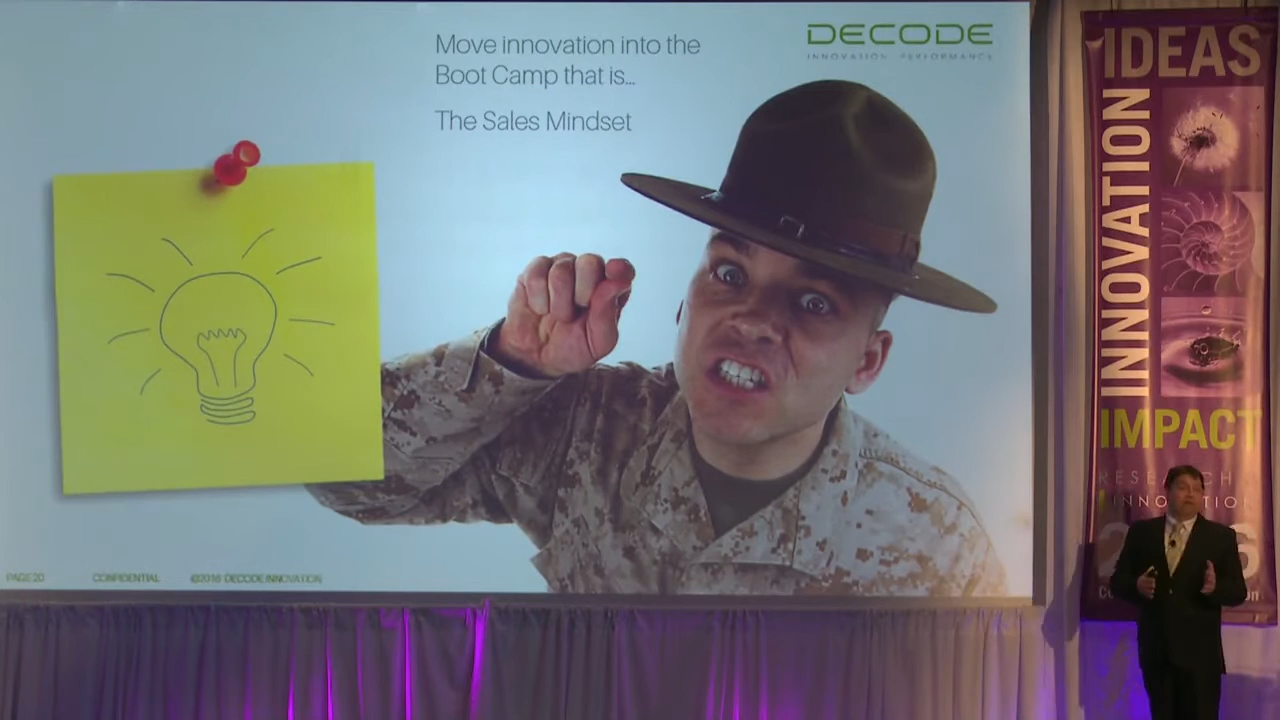 Move innovation into the
Boot Camp that is...
The Sales Mindset
DECODE
INNOVATION PERFORMANCE
PAGE 20 CONFIDENTIAL @2016 DECODE INNOVATION
IDEAS
INNOVATION
IMPACT
RESEARCH